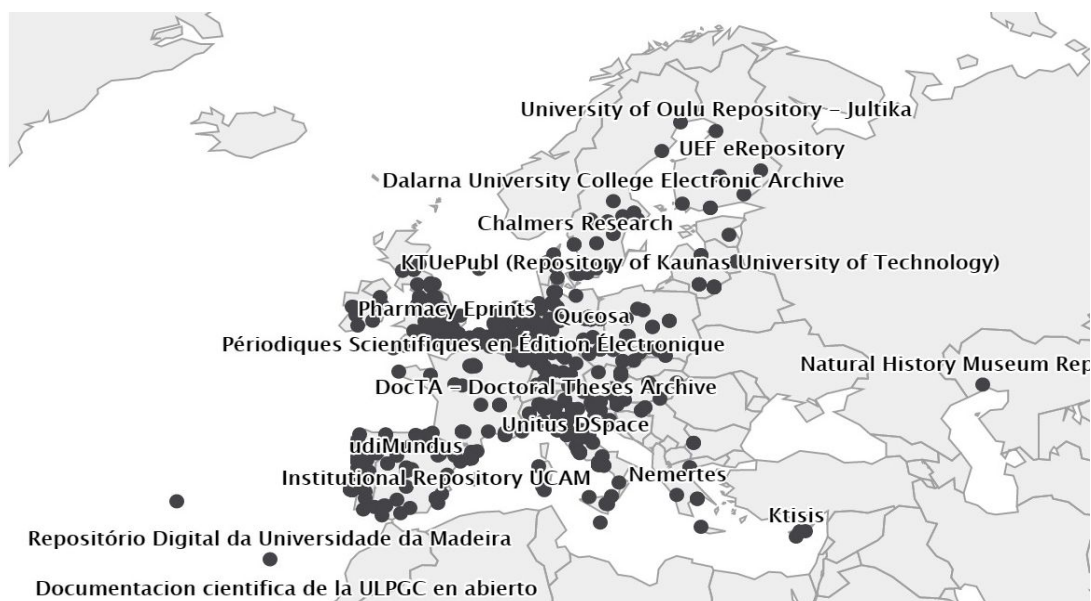 University of Oulu Repository – Jultika
UEF eRepository
Dalarna University College Electronic Archive
Chalmers Research
KTUePubl (Repository of Kaunas University of Technology)
Pharmacy Eprints
Qucosa
Périodiques Scientifiques en Édition Électronique
Natural History Museum Rep
DocTA – Doctoral Theses Archive
Unitus DSpace
udiMundus
Institutional Repository UCAM
Nemertes
Ktisis
Repositório Digital da Universidade da Madeira
Documentacion cientifica de la ULPGC en abierto